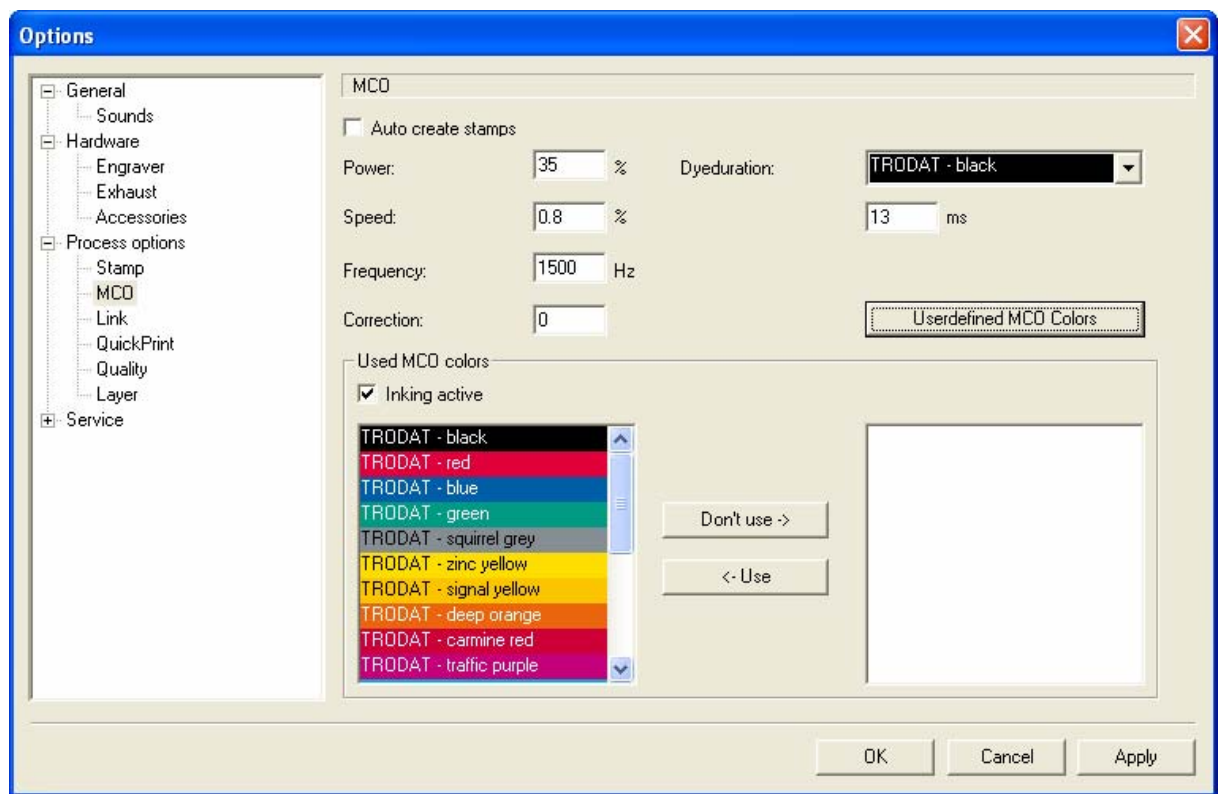 Options
General
Sounds
Hardware
Engraver
Exhaust
Accessories
Process options
Stamp
MCO
Link
QuickPrint
Quality
Layer
Service
MCO
Auto create stamps
Power: 35 % Dyeduration: TRODAT - black
Speed: 0.8 % 13 ms
Frequency: 1500 Hz
Correction: 0 Userdefined MCO Colors
Used MCO colors
Inking active
TRODAT - black
TRODAT - red
TRODAT - blue
TRODAT - green
TRODAT - squirrel grey
TRODAT - zinc yellow
TRODAT - signal yellow
TRODAT - deep orange
TRODAT - carmine red
TRODAT - traffic purple
Don't use ->
<- Use
OK Cancel Apply